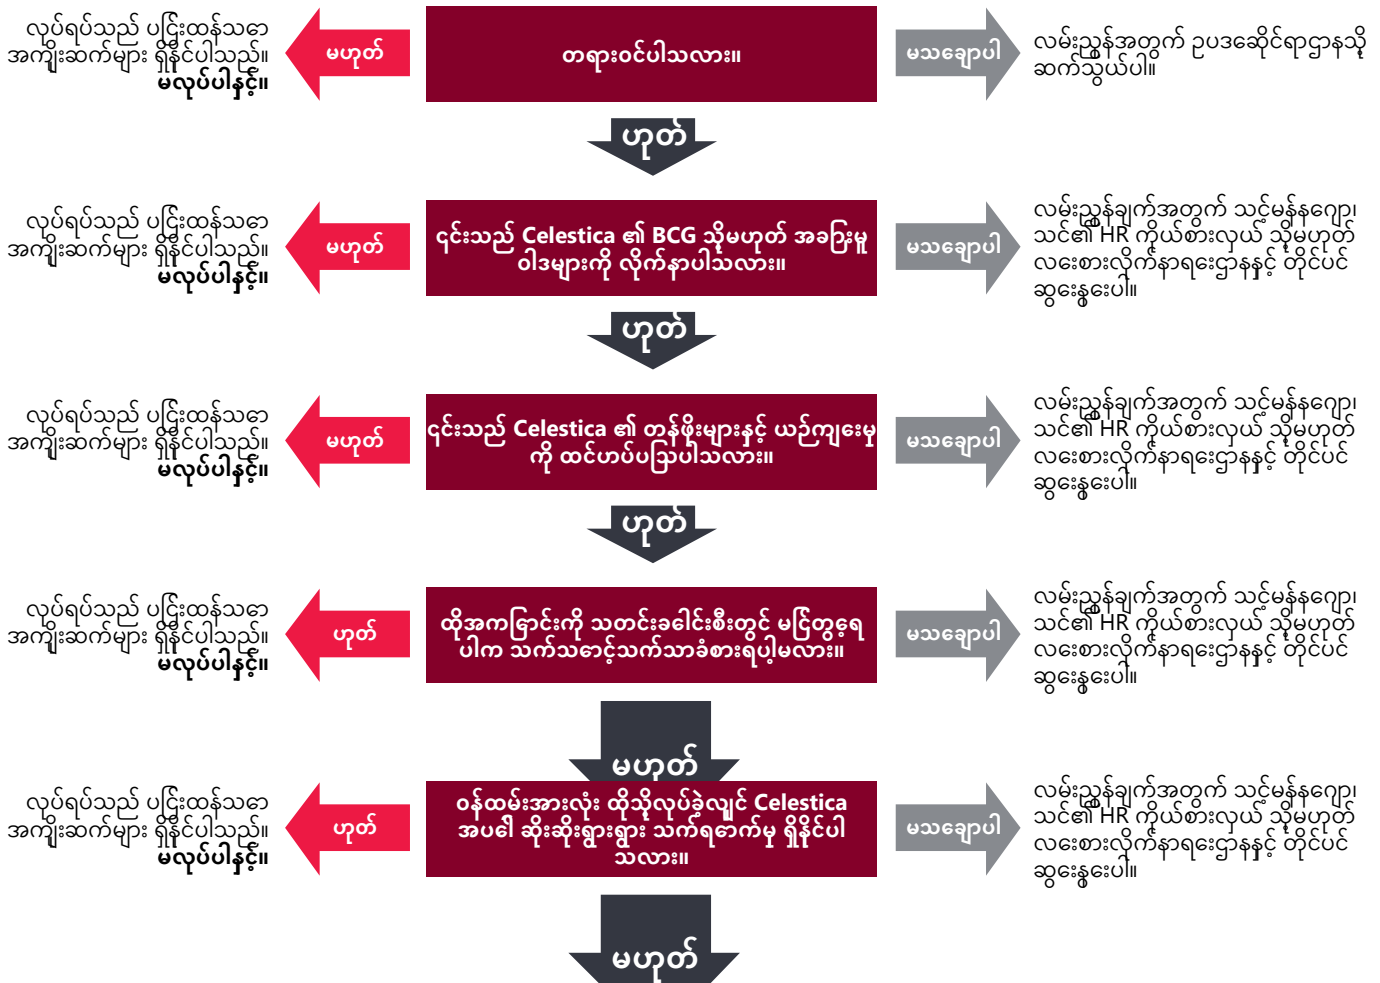 လုပ်ရပ်သည် ပြင်းထန်သော
အကျိုးဆက်များ ရှိနိုင်ပါသည်။
မလုပ်ပါနှင့်။
မဟုတ်
တရားဝင်ပါသလား။
မသေချာပါ
လမ်းညွှန်အတွက် ဥပဒေဆိုင်ရာဌာနသို့
ဆက်သွယ်ပါ။
ဟုတ်
လုပ်ရပ်သည် ပြင်းထန်သော
အကျိုးဆက်များ ရှိနိုင်ပါသည်။
မလုပ်ပါနှင့်။
မဟုတ်
၎င်းသည် Celestica ၏ BCG သို့မဟုတ် အခြားမူ
ဝါဒများကို လိုက်နာပါသလား။
မသေချာပါ
လမ်းညွှန်ချက်အတွက် သင့်မန်နေဂျာ၊
သင်၏ HR ကိုယ်စားလှယ် သို့မဟုတ်
လေးစားလိုက်နာရေးဌာနနှင့် တိုင်ပင်
ဆွေးနွေးပါ။
ဟုတ်
လုပ်ရပ်သည် ပြင်းထန်သော
အကျိုးဆက်များ ရှိနိုင်ပါသည်။
မလုပ်ပါနှင့်။
မဟုတ်
၎င်းသည် Celestica ၏ တန်ဖိုးများနှင့် ယဉ်ကျေးမှု
ကို ထင်ဟပ်ပြသပါသလား။
မသေချာပါ
လမ်းညွှန်ချက်အတွက် သင့်မန်နေဂျာ၊
သင်၏ HR ကိုယ်စားလှယ် သို့မဟုတ်
လေးစားလိုက်နာရေးဌာနနှင့် တိုင်ပင်
ဆွေးနွေးပါ။
ဟုတ်
လုပ်ရပ်သည် ပြင်းထန်သော
အကျိုးဆက်များ ရှိနိုင်ပါသည်။
မလုပ်ပါနှင့်။
ဟုတ်
ထိုအကြောင်းကို သတင်းခေါင်းစီးတွင် မြင်တွေ့ရ
ပါက သက်သောင့်သက်သာခံစားရပါ့မလား။
မသေချာပါ
လမ်းညွှန်ချက်အတွက် သင့်မန်နေဂျာ၊
သင်၏ HR ကိုယ်စားလှယ် သို့မဟုတ်
လေးစားလိုက်နာရေးဌာနနှင့် တိုင်ပင်
ဆွေးနွေးပါ။
မဟုတ်
လုပ်ရပ်သည် ပြင်းထန်သော
အကျိုးဆက်များ ရှိနိုင်ပါသည်။
မလုပ်ပါနှင့်။
ဟုတ်
ဝန်ထမ်းအားလုံး ထိုသို့လုပ်ခဲ့လျှင် Celestica
အပေါ် ဆိုးဆိုးရွားရွား သက်ရောက်မှု ရှိနိုင်ပါ
သလား။
မသေချာပါ
လမ်းညွှန်ချက်အတွက် သင့်မန်နေဂျာ၊
သင်၏ HR ကိုယ်စားလှယ် သို့မဟုတ်
လေးစားလိုက်နာရေးဌာနနှင့် တိုင်ပင်
ဆွေးနွေးပါ။
မဟုတ်